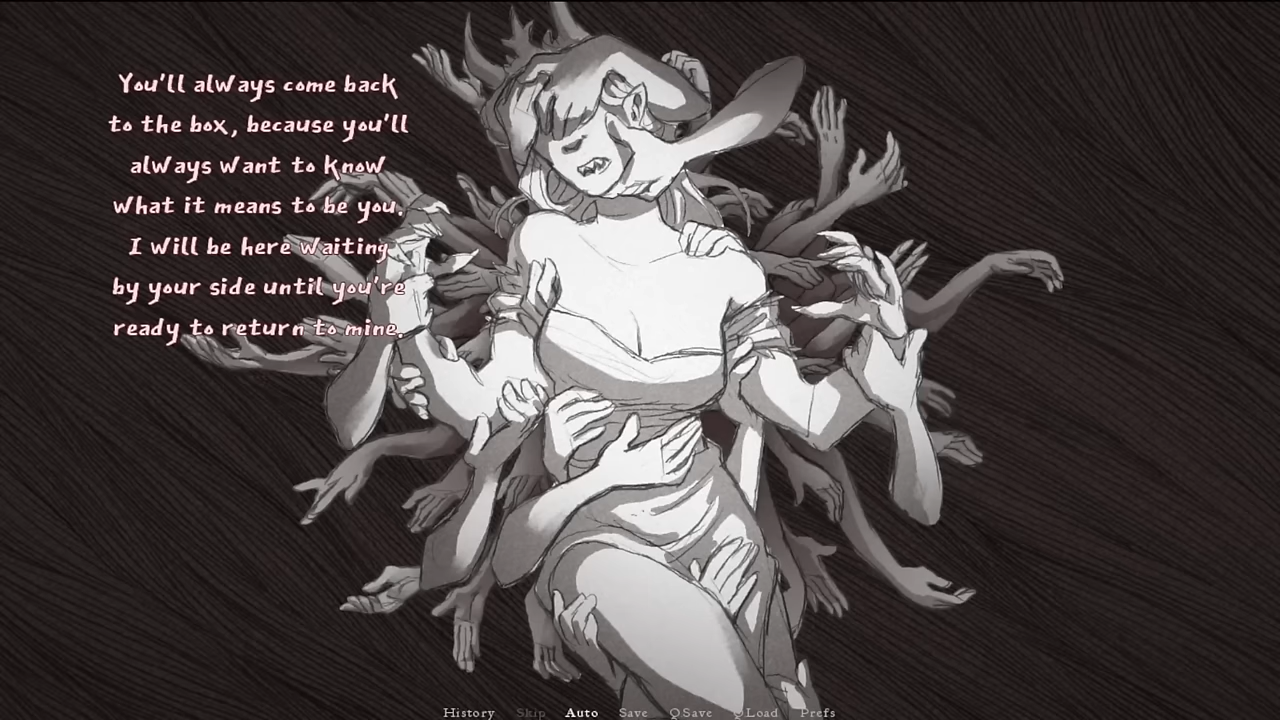 You'll always come back
to the box, because you'll
always want to know
what it means to be you.
I will be here waiting
by your side until you're
ready to return to mine.
History Skip Auto Save Q.Save Q.Load Prefs